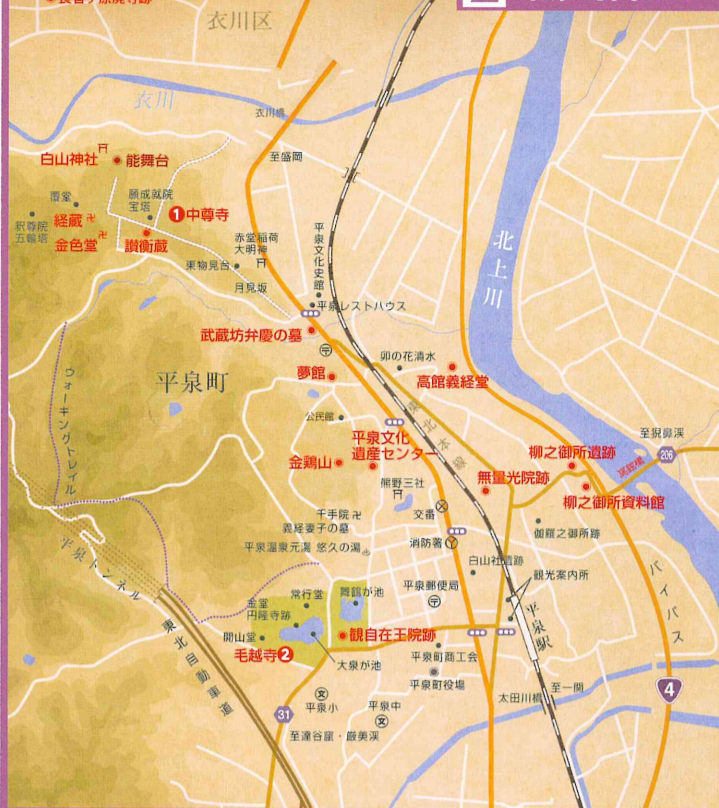 衣川区
衣川
衣川橋
至盛岡
白山神社
能舞台
覆堂
願成就院
宝塔
❶中尊寺
経蔵
釈尊院
五輪塔
金色堂
讃衡蔵
赤堂稲荷
大明神
東物見台
月見坂
平泉文化史館
平泉レストハウス
北上川
武蔵坊弁慶の墓
卯の花清水
夢館
高館義経堂
平泉町
ウォーキングトレイル
公民館
東北本線
平泉文化
遺産センター
金鶏山
至猊鼻渓
206
高館橋
柳之御所遺跡
無量光院跡
柳之御所資料館
熊野三社
千手院
義経妻子の墓
交番
伽羅之御所跡
平泉温泉元湯 悠久の湯
消防署
白山社遺跡
平泉トンネル
観光案内所
平泉郵便局
バイパス
常行堂
舞鶴が池
金堂
円隆寺跡
平泉駅
開山堂
観自在王院跡
毛越寺❷
大泉が池
東北自動車道
平泉町商工会
平泉町役場
4
太田川橋
至一関
文
平泉小
平泉中
文
31
至達谷窟・厳美渓